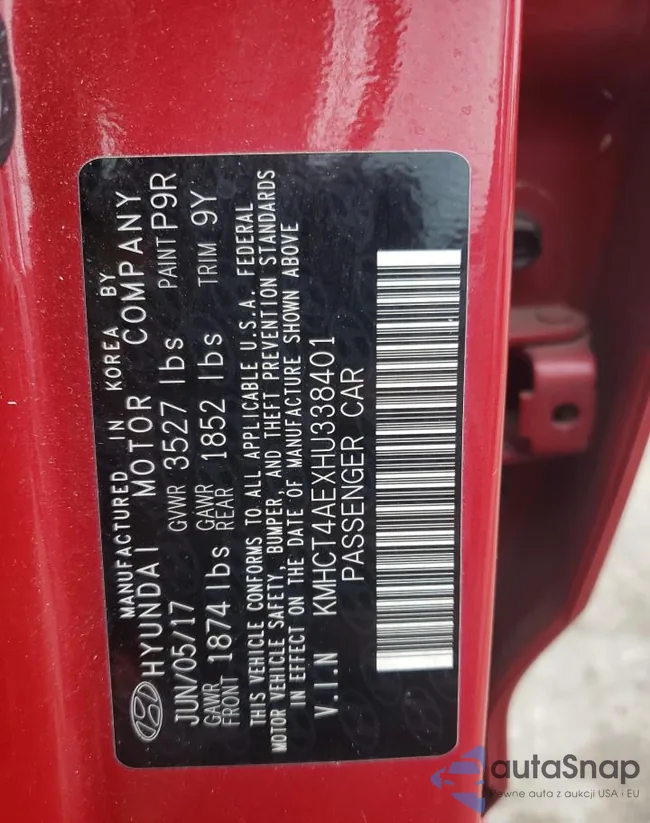 MANUFACTURED IN KOREA BY
HYUNDAI MOTOR COMPANY
JUN/05/17 GVWR 3527 lbs PAINT P9R
GAWR FRONT 1874 lbs GAWR REAR 1852 lbs TRIM 9Y
THIS VEHICLE CONFORMS TO ALL APPLICABLE U.S.A. FEDERAL
MOTOR VEHICLE SAFETY, BUMPER, AND THEFT PREVENTION STANDARDS
IN EFFECT ON THE DATE OF MANUFACTURE SHOWN ABOVE
V.I.N KMHCT4AEXHU338401
PASSENGER CAR
autaSnap
Pewne auta z aukcji USA i EU